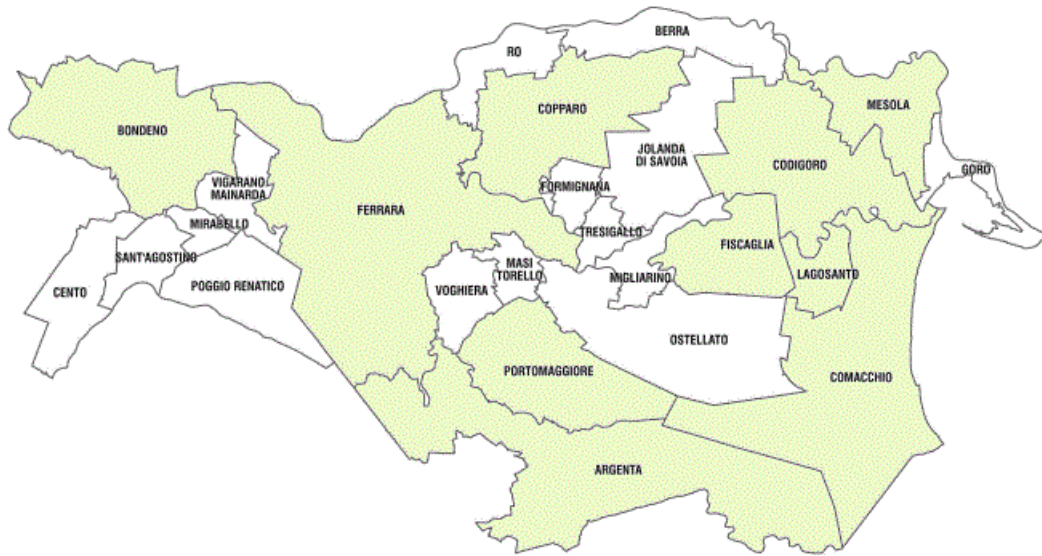 BERRA
RO
COPPARO
MESOLA
BONDENO
JOLANDA
DI SAVOIA
CODIGORO
GORO
VIGARANO
MAINARDA
FORMIGNANA
FERRARA
MIRABELLO
TRESIGALLO
FISCAGLIA
SANT'AGOSTINO
MASI
TORELLO
LAGOSANTO
CENTO
POGGIO RENATICO
VOGHIERA
MIGLIARINO
OSTELLATO
PORTOMAGGIORE
COMACCHIO
ARGENTA